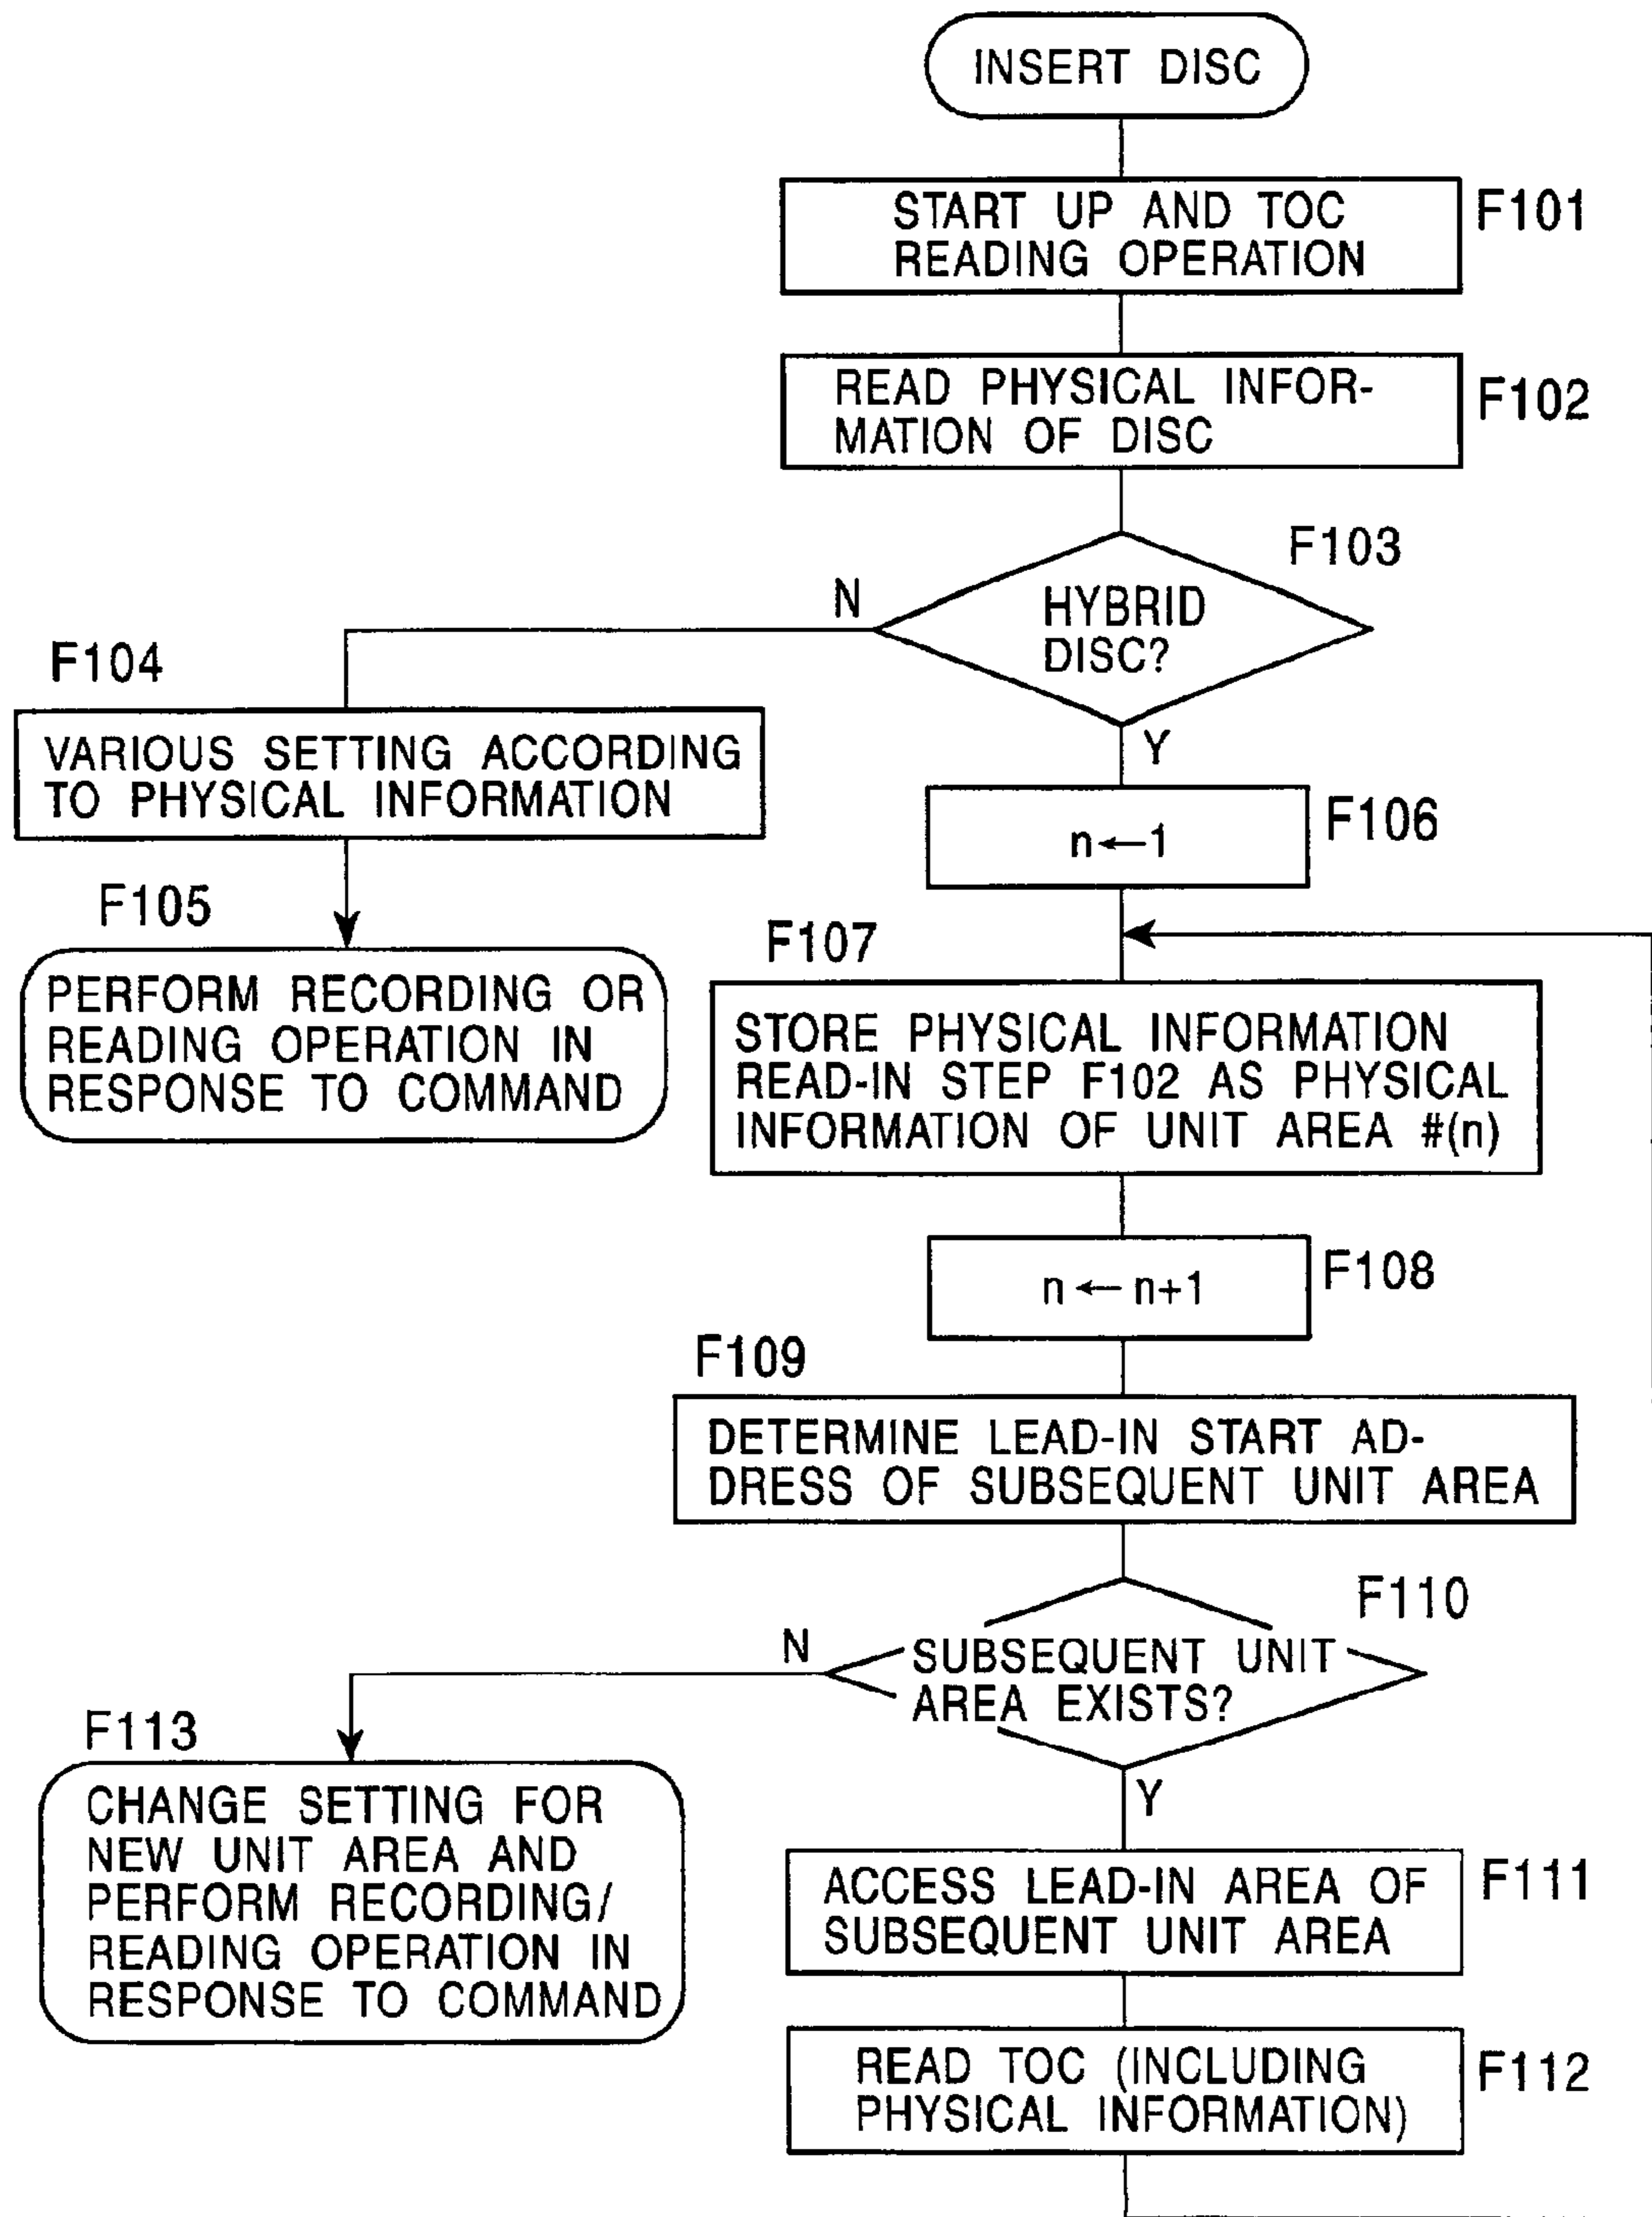 INSERT DISC
START UP AND TOC
READING OPERATION
F101
READ PHYSICAL INFOR-
MATION OF DISC
F102
F103
HYBRID
DISC?
N
Y
F104
VARIOUS SETTING ACCORDING
TO PHYSICAL INFORMATION
F105
PERFORM RECORDING OR
READING OPERATION IN
RESPONSE TO COMMAND
n←1
F106
F107
STORE PHYSICAL INFORMATION
READ-IN STEP F102 AS PHYSICAL
INFORMATION OF UNIT AREA #(n)
n←n+1
F108
F109
DETERMINE LEAD-IN START AD-
DRESS OF SUBSEQUENT UNIT AREA
F110
SUBSEQUENT UNIT
AREA EXISTS?
N
Y
F113
CHANGE SETTING FOR
NEW UNIT AREA AND
PERFORM RECORDING/
READING OPERATION IN
RESPONSE TO COMMAND
ACCESS LEAD-IN AREA OF
SUBSEQUENT UNIT AREA
F111
READ TOC (INCLUDING
PHYSICAL INFORMATION)
F112